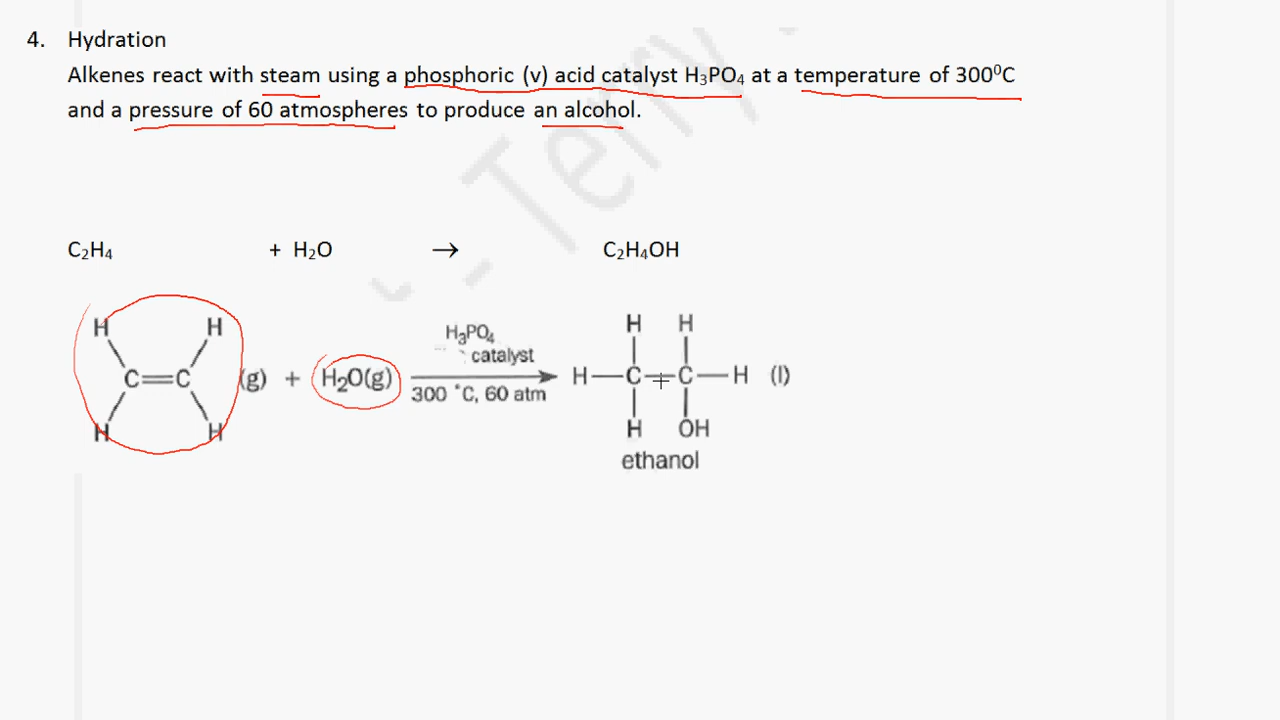 4. Hydration
Alkenes react with steam using a phosphoric (v) acid catalyst H₃PO₄ at a temperature of 300⁰C
and a pressure of 60 atmospheres to produce an alcohol.
- Terry
C₂H₄ + H₂O → C₂H₄OH
H H H₃PO₄ H H
catalyst
C=C (g) + H₂O(g) H—C—C—H (l)
300 °C, 60 atm
H H H OH
ethanol